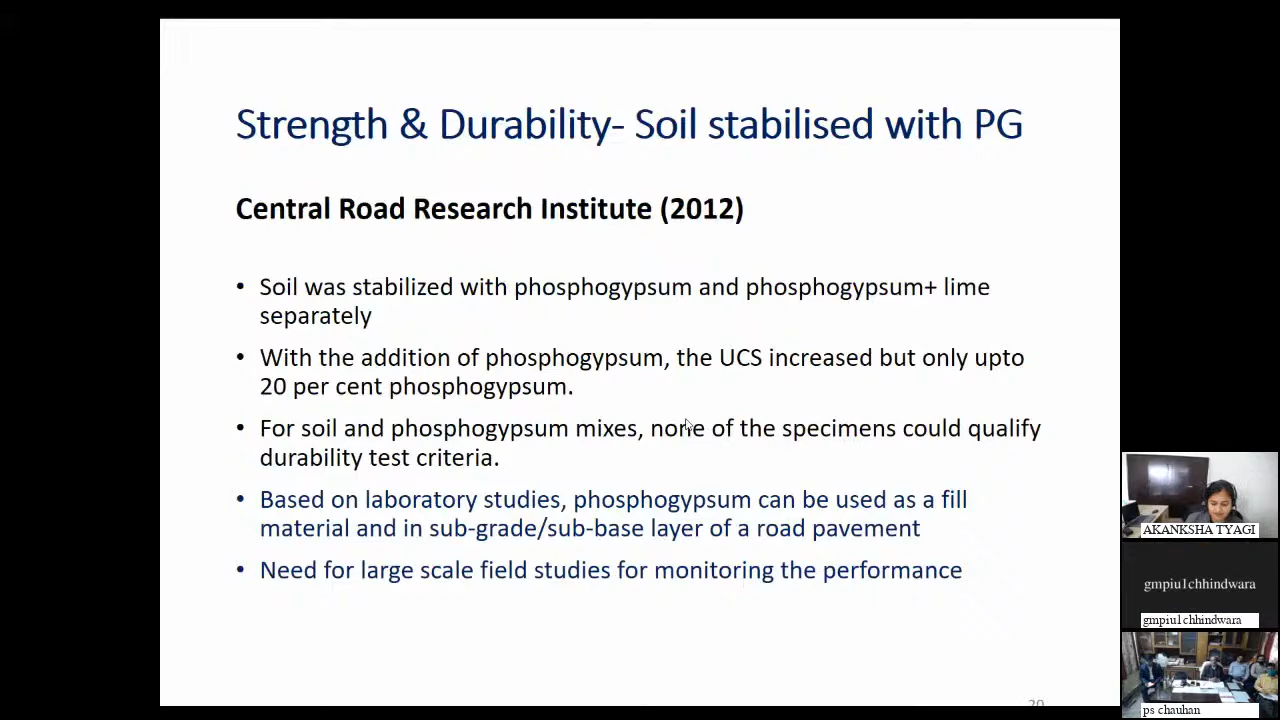 Strength & Durability- Soil stabilised with PG
Central Road Research Institute (2012)
• Soil was stabilized with phosphogypsum and phosphogypsum+ lime
separately
• With the addition of phosphogypsum, the UCS increased but only upto
20 per cent phosphogypsum.
• For soil and phosphogypsum mixes, none of the specimens could qualify
durability test criteria.
• Based on laboratory studies, phosphogypsum can be used as a fill
material and in sub-grade/sub-base layer of a road pavement
• Need for large scale field studies for monitoring the performance
20
AKANKSHA TYAGI
gmpiu1chhindwara
gmpiu1chhindwara
ps chauhan